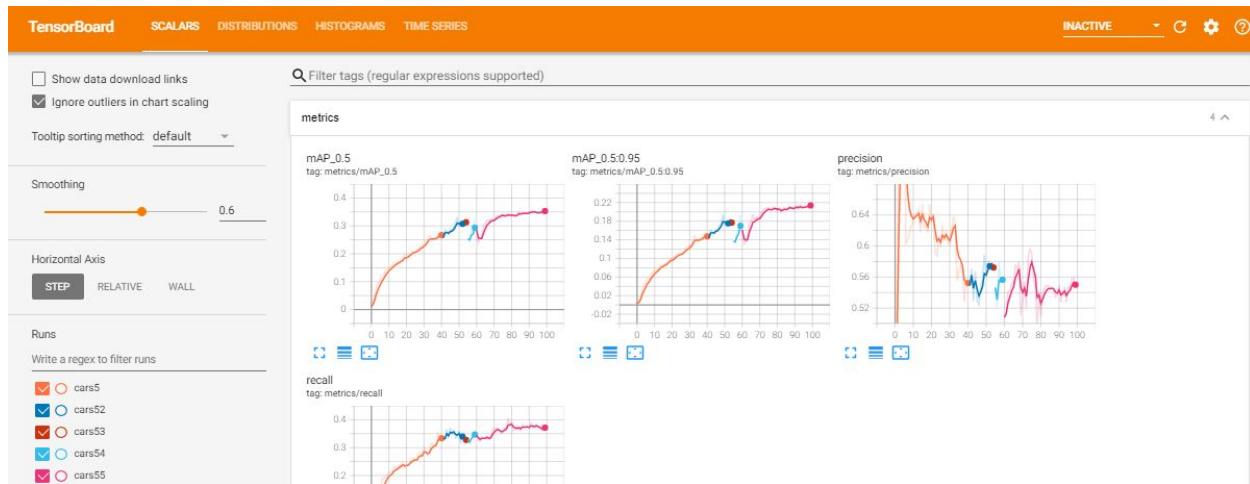 TensorBoard SCALARS DISTRIBUTIONS HISTOGRAMS TIME SERIES INACTIVE
Show data download links
Ignore outliers in chart scaling
Tooltip sorting method: default
Smoothing
0.6
Horizontal Axis
STEP RELATIVE WALL
Runs
Write a regex to filter runs
cars5
cars52
cars53
cars54
cars55
Filter tags (regular expressions supported)
metrics 4
mAP_0.5
tag: metrics/mAP_0.5
0.4
0.3
0.2
0.1
0
0 10 20 30 40 50 60 70 80 90 100
mAP_0.5:0.95
tag: metrics/mAP_0.5:0.95
0.22
0.18
0.14
0.1
0.06
0.02
-0.02
0 10 20 30 40 50 60 70 80 90 100
precision
tag: metrics/precision
0.64
0.6
0.56
0.52
0 10 20 30 40 50 60 70 80 90 100
recall
tag: metrics/recall
0.4
0.3
0.2